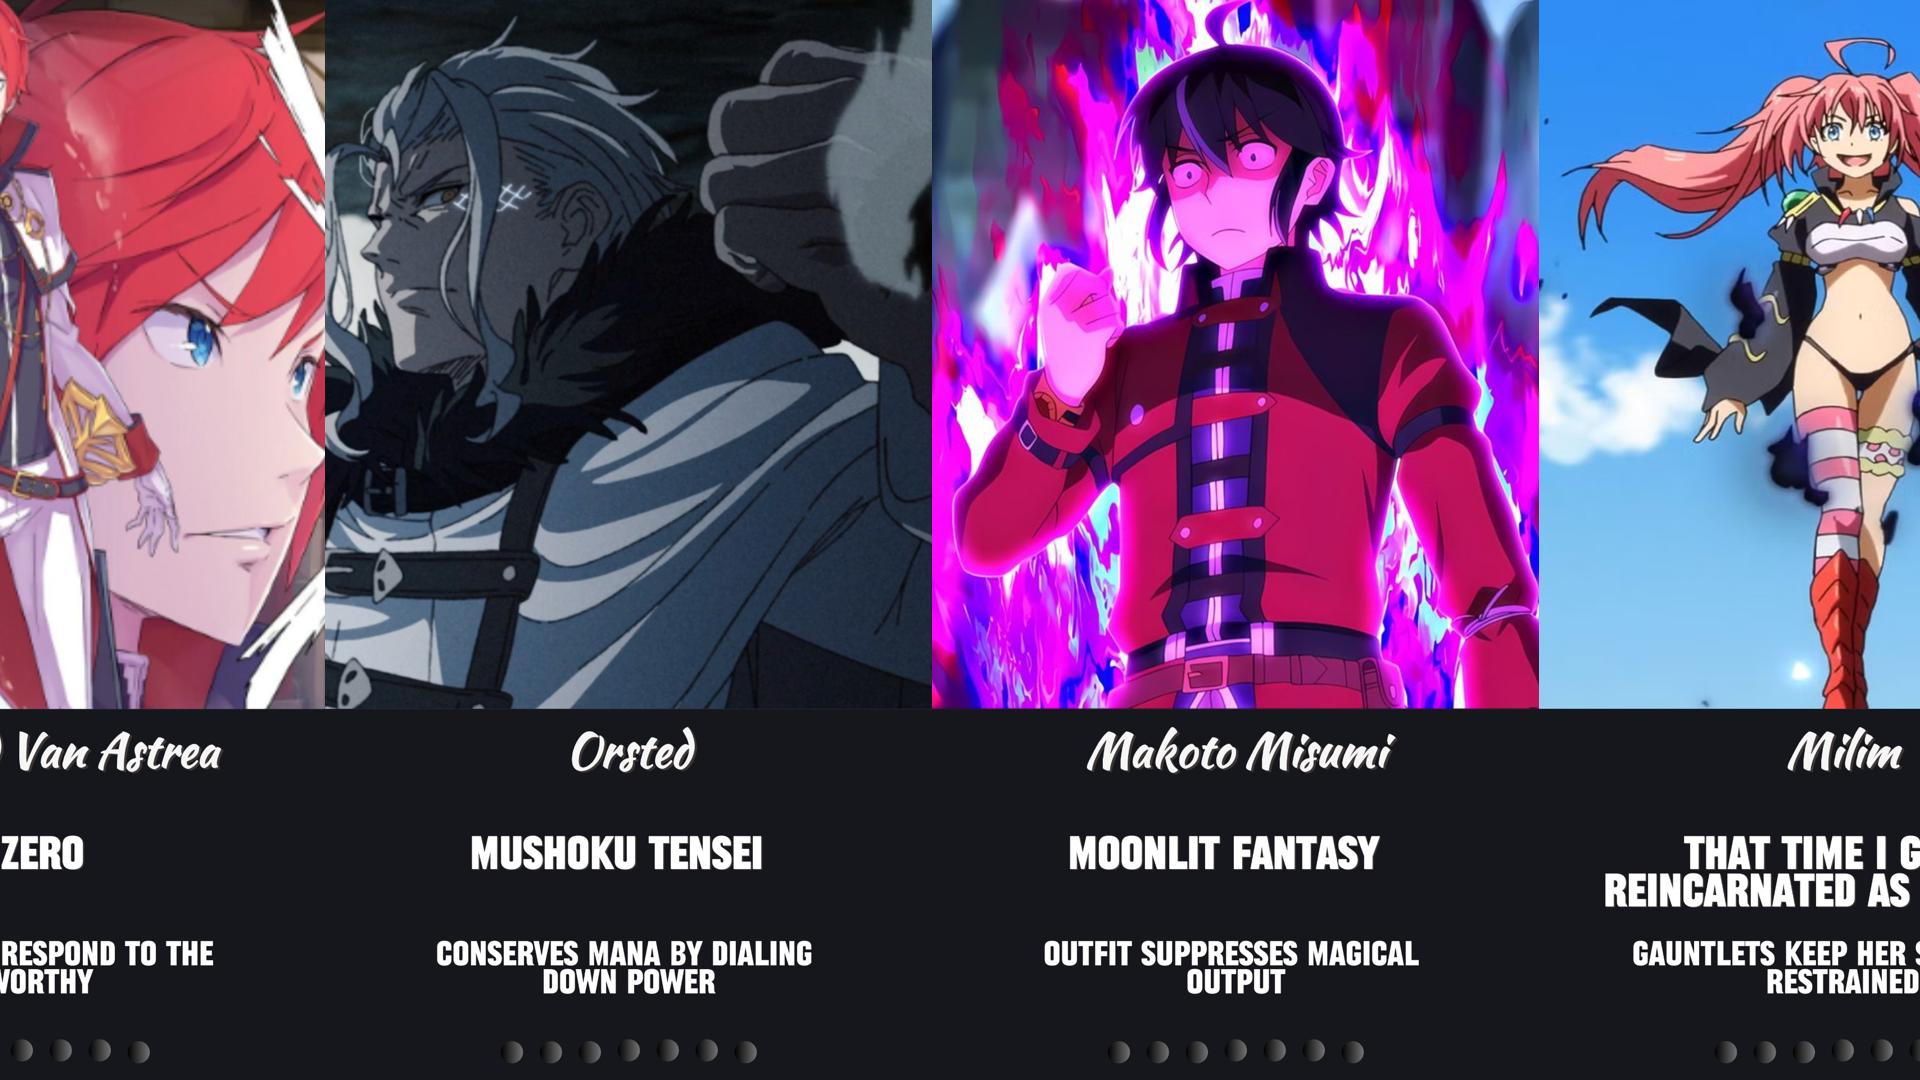 Van Astrea
ZERO
RESPOND TO THE
WORTHY
Orsted
MUSHOKU TENSEI
CONSERVES MANA BY DIALING
DOWN POWER
Makoto Misumi
MOONLIT FANTASY
OUTFIT SUPPRESSES MAGICAL
OUTPUT
Milim
THAT TIME I G
REINCARNATED AS
GAUNTLETS KEEP HER S
RESTRAINED